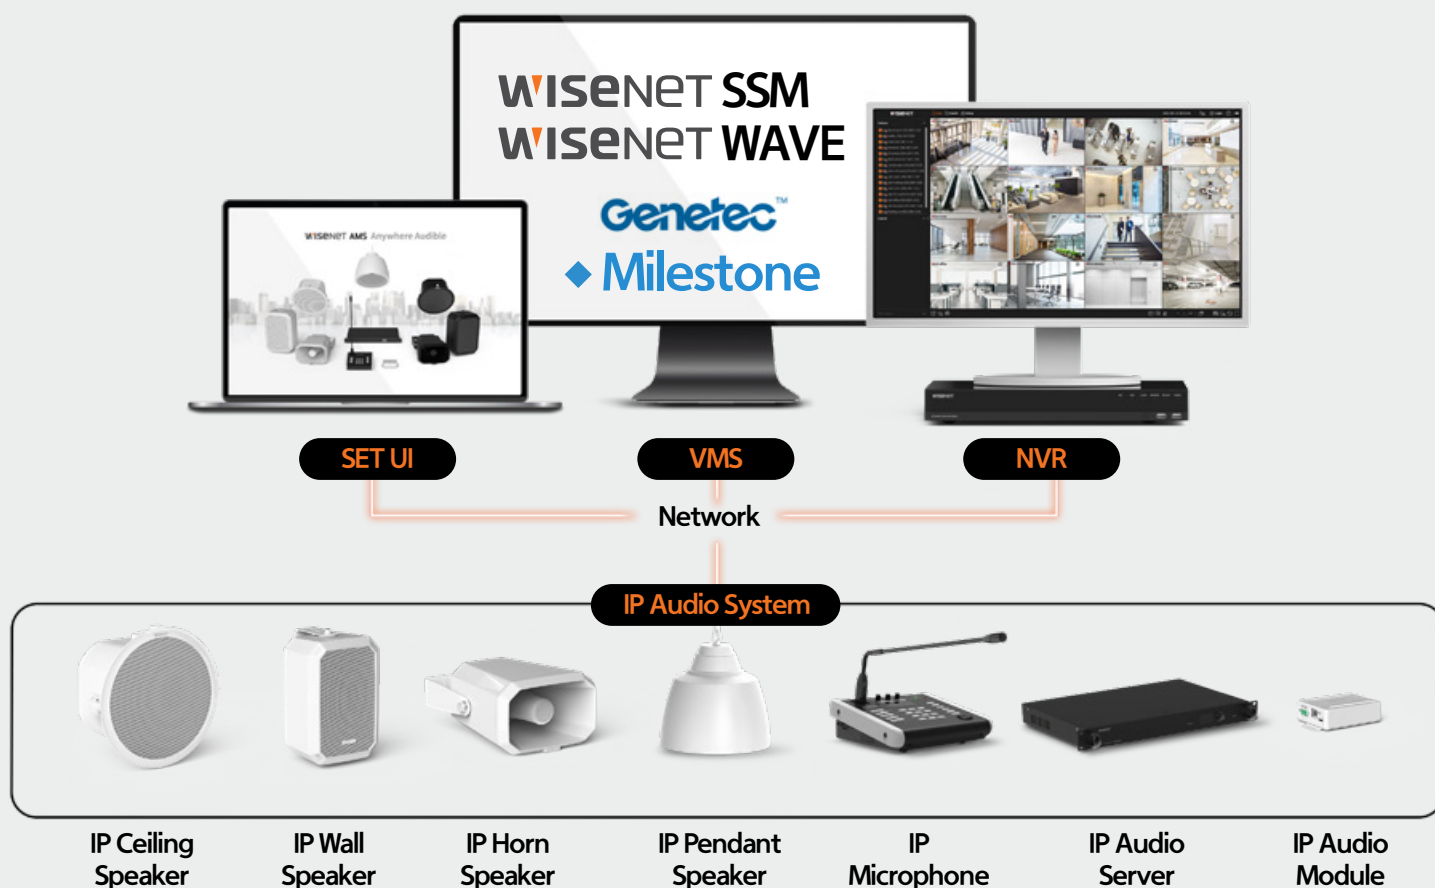 WISENET SSM
WISENET WAVE
Genetec™
Milestone
WISENET AMS Anywhere Audible
WISENET
WISENET
SET UI
VMS
NVR
Network
IP Audio System
IP Ceiling
Speaker
IP Wall
Speaker
IP Horn
Speaker
IP Pendant
Speaker
IP
Microphone
IP Audio
Server
IP Audio
Module